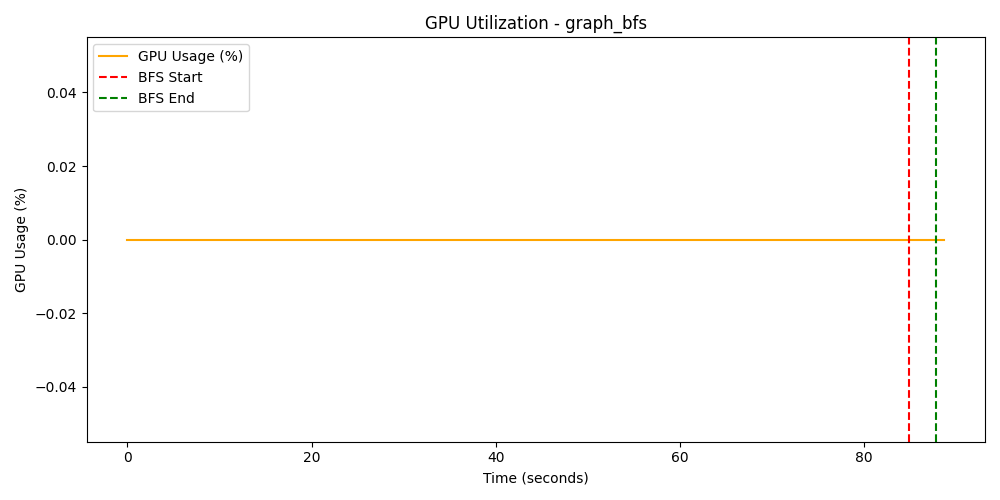 GPU Utilization - graph_bfs
GPU Usage (%)
BFS Start
BFS End
GPU Usage (%)
0.04
0.02
0.00
−0.02
−0.04
0
20
40
60
80
Time (seconds)